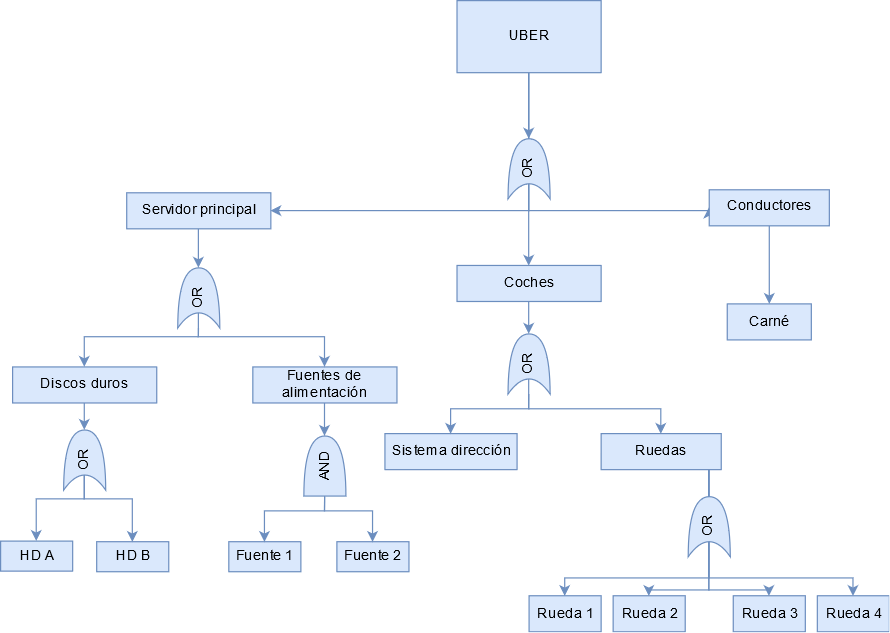 UBER
OR
Servidor principal
Conductores
OR
Coches
Carné
OR
Discos duros
Fuentes de
alimentación
OR
AND
Sistema dirección
Ruedas
OR
HD A
HD B
Fuente 1
Fuente 2
Rueda 1
Rueda 2
Rueda 3
Rueda 4